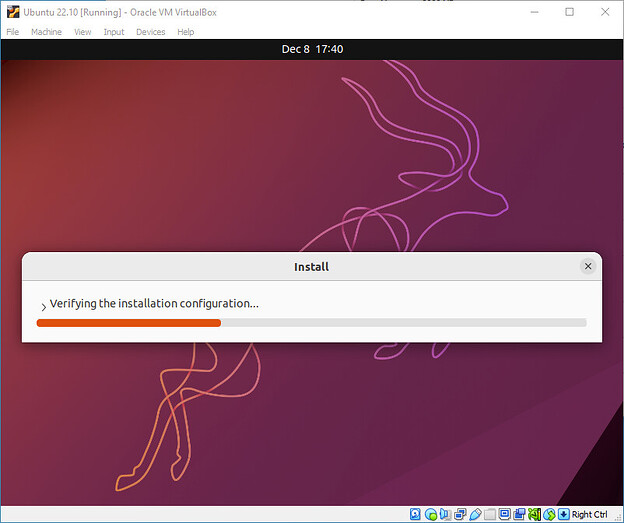 Ubuntu 22.10 [Running] - Oracle VM VirtualBox
File Machine View Input Devices Help
Dec 8 17:40
Install
Verifying the installation configuration...
Right Ctrl